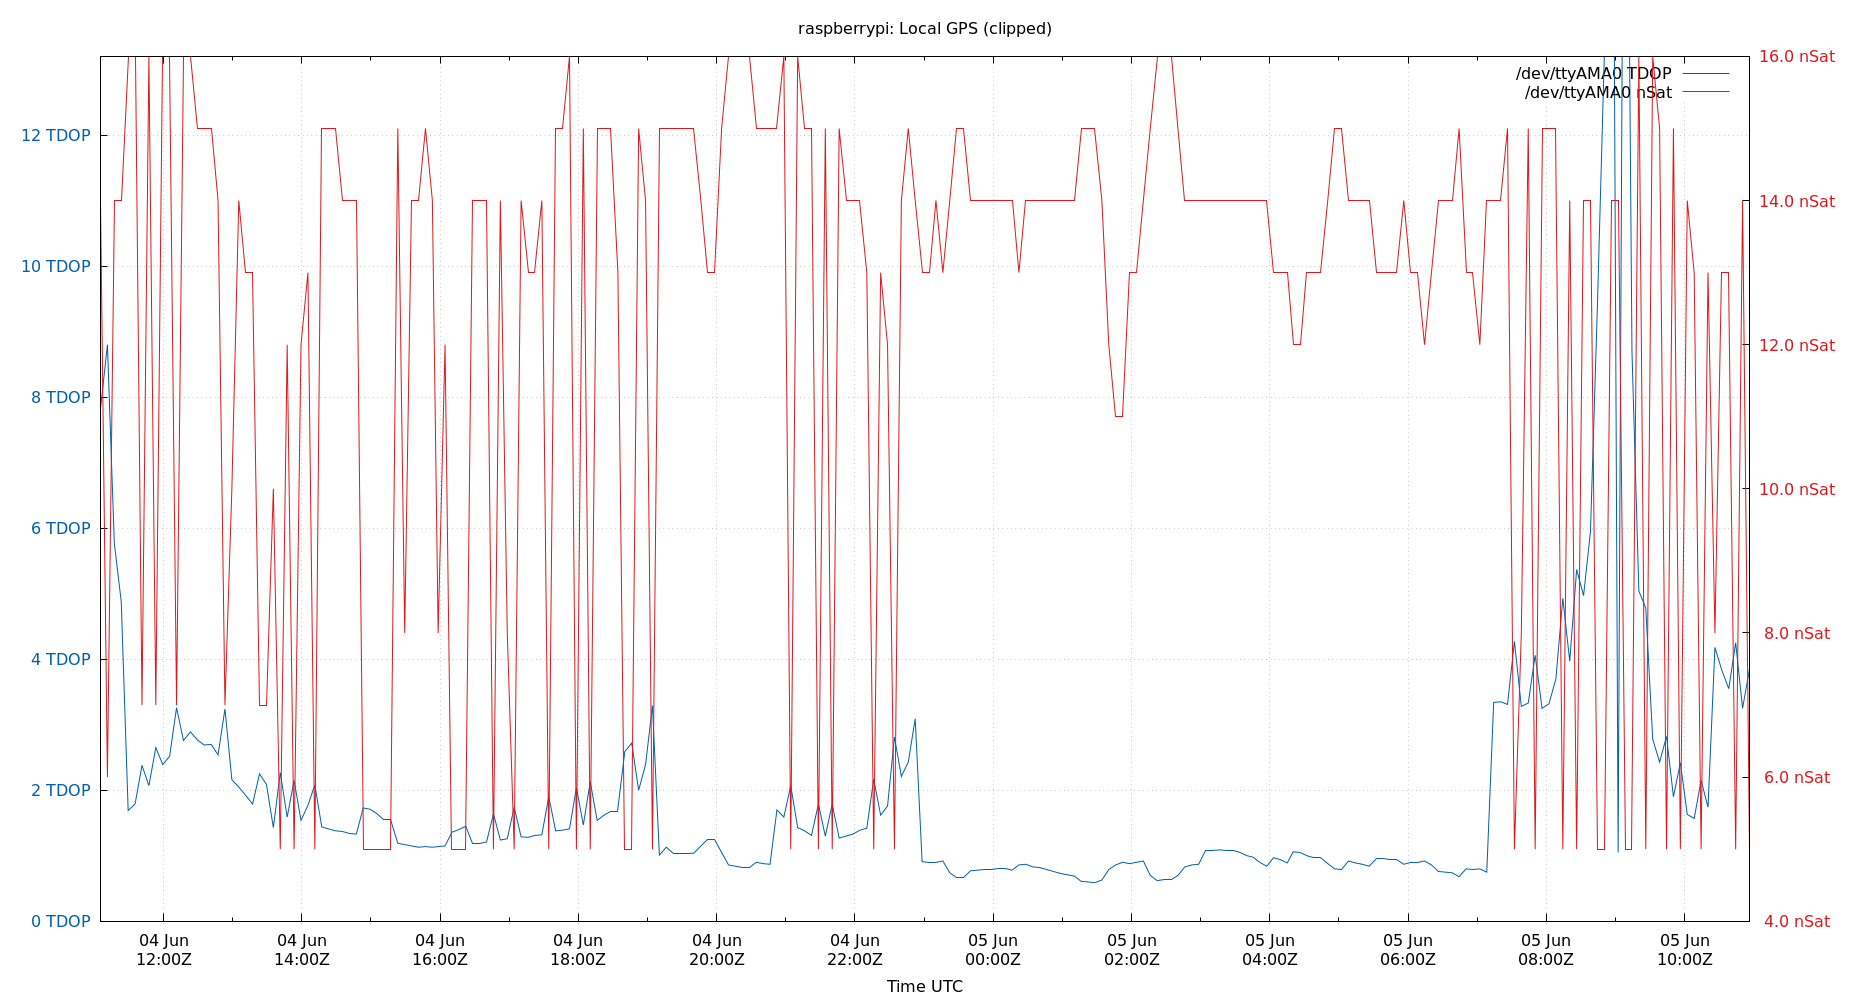 raspberrypi: Local GPS (clipped)
/dev/ttyAMA0 TDOP
/dev/ttyAMA0 nSat
12 TDOP
10 TDOP
8 TDOP
6 TDOP
4 TDOP
2 TDOP
0 TDOP
16.0 nSat
14.0 nSat
12.0 nSat
10.0 nSat
8.0 nSat
6.0 nSat
4.0 nSat
04 Jun
12:00Z
04 Jun
14:00Z
04 Jun
16:00Z
04 Jun
18:00Z
04 Jun
20:00Z
04 Jun
22:00Z
05 Jun
00:00Z
05 Jun
02:00Z
05 Jun
04:00Z
05 Jun
06:00Z
05 Jun
08:00Z
05 Jun
10:00Z
Time UTC